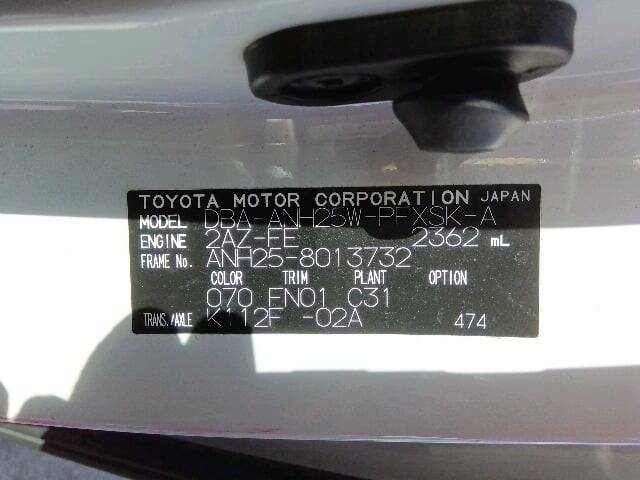 TOYOTA MOTOR CORPORATION JAPAN
MODEL DBA-ANH25W-PFXSK-A
ENGINE 2AZ-FE 2362 mL
FRAME No. ANH25-8013732
COLOR TRIM PLANT OPTION
070 FN01 C31
TRANS./AXLE K112F -02A 474